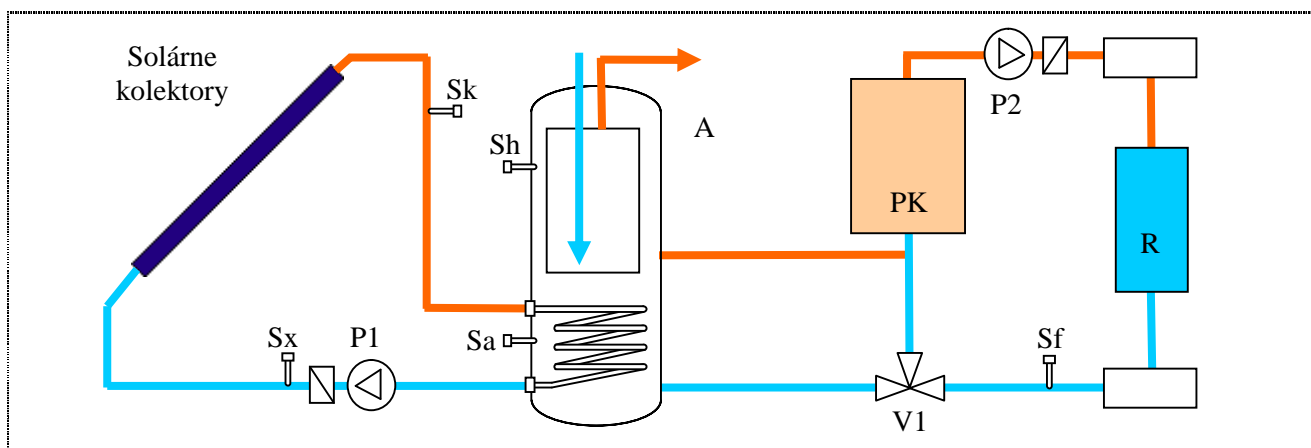 Solárne
kolektory
Sk
A
P2
Sh
PK
R
Sx
P1
Sa
Sf
V1